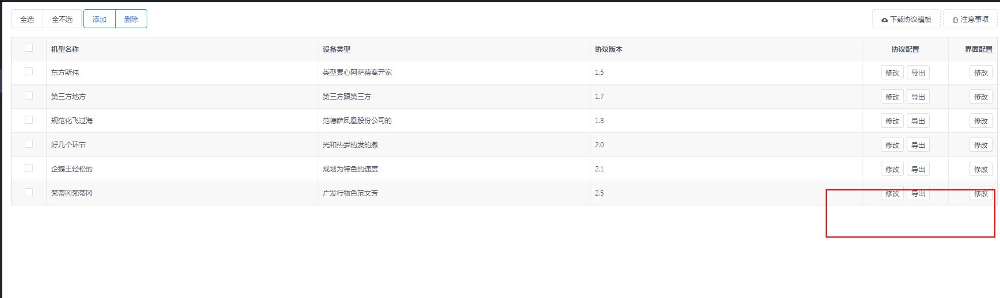 全选 全不选 添加 删除 下载协议模板 注意事项
机型名称 设备类型 协议版本 协议配置 界面配置
东方斯扽 类型累心阿萨德离开家 1.5 修改 导出 修改
第三方地方 第三方跟第三方 1.7 修改 导出 修改
规范化飞过海 范德萨凤凰股份公司的 1.8 修改 导出 修改
好几个环节 光和热岁的发的撒 2.0 修改 导出 修改
企鹅王轻松的 规划为特色的速度 2.1 修改 导出 修改
梵蒂冈梵蒂冈 广发行物色范文芳 2.5 修改 导出 修改